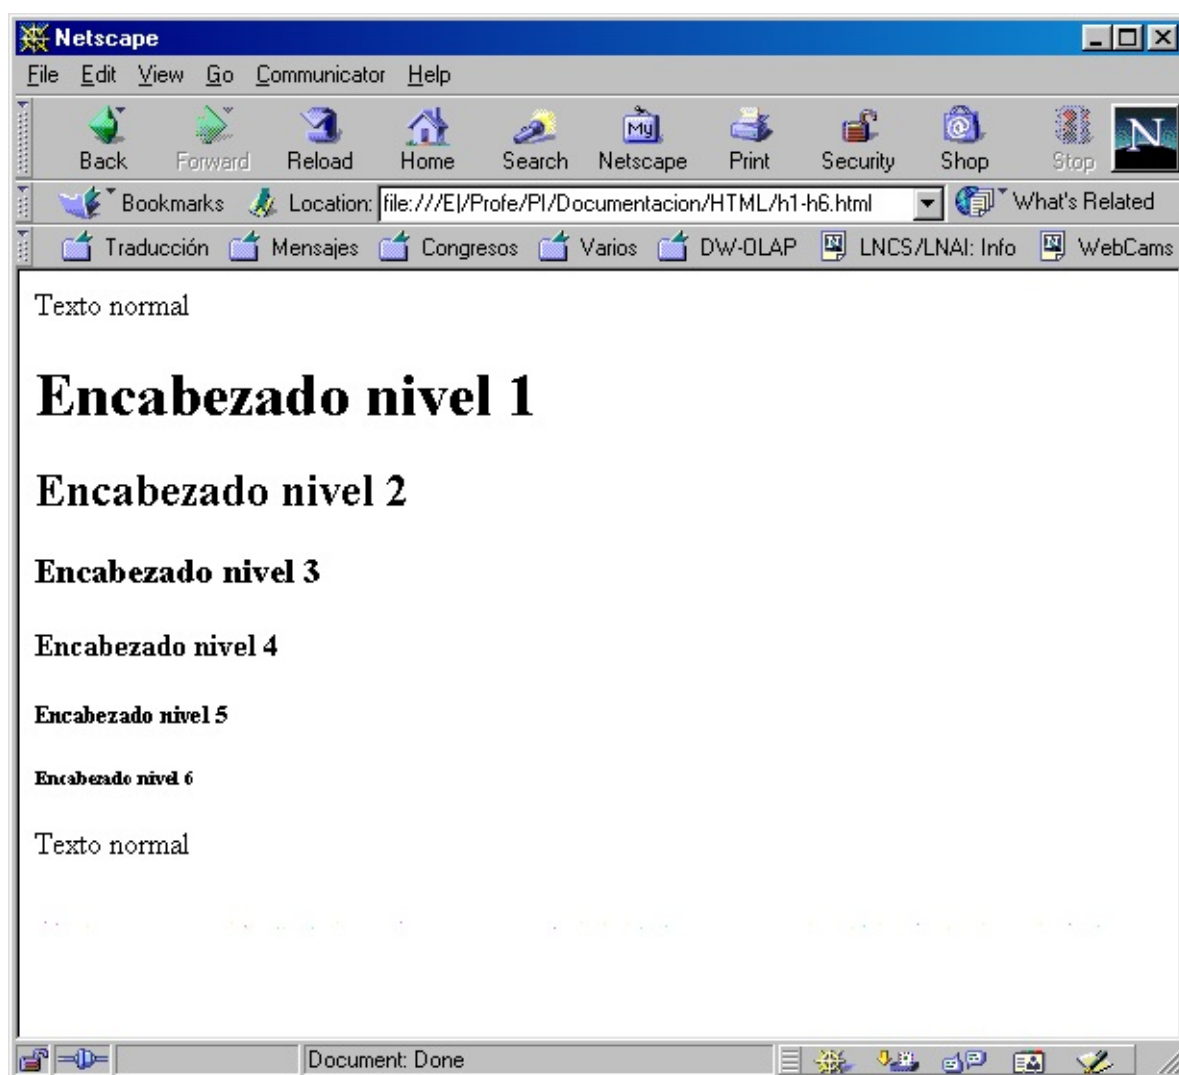 Netscape
File Edit View Go Communicator Help
My N
Back Forward Reload Home Search Netscape Print Security Shop Stop
Bookmarks Location: file:///E|/Profe/PI/Documentacion/HTML/h1-h6.html What's Related
Traducción Mensajes Congresos Varios DW-OLAP LNCS/LNAI: Info WebCams
Texto normal
Encabezado nivel 1
Encabezado nivel 2
Encabezado nivel 3
Encabezado nivel 4
Encabezado nivel 5
Encabezado nivel 6
Texto normal
Document: Done